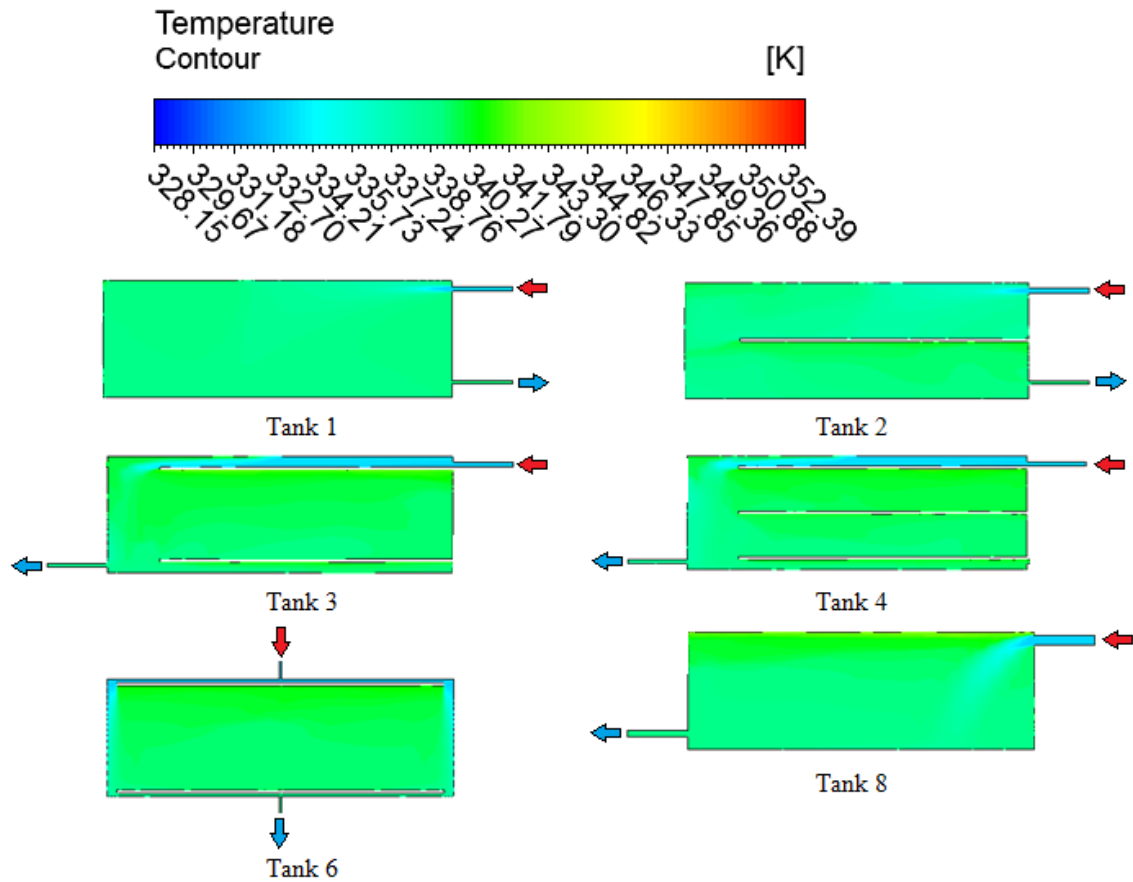 Temperature
Contour [K]
328.15 329.67 331.18 332.70 334.21 335.73 337.24 338.76 340.27 341.79 343.30 344.82 346.33 347.85 349.36 350.88 352.39
Tank 1 Tank 2
Tank 3 Tank 4
Tank 8
Tank 6